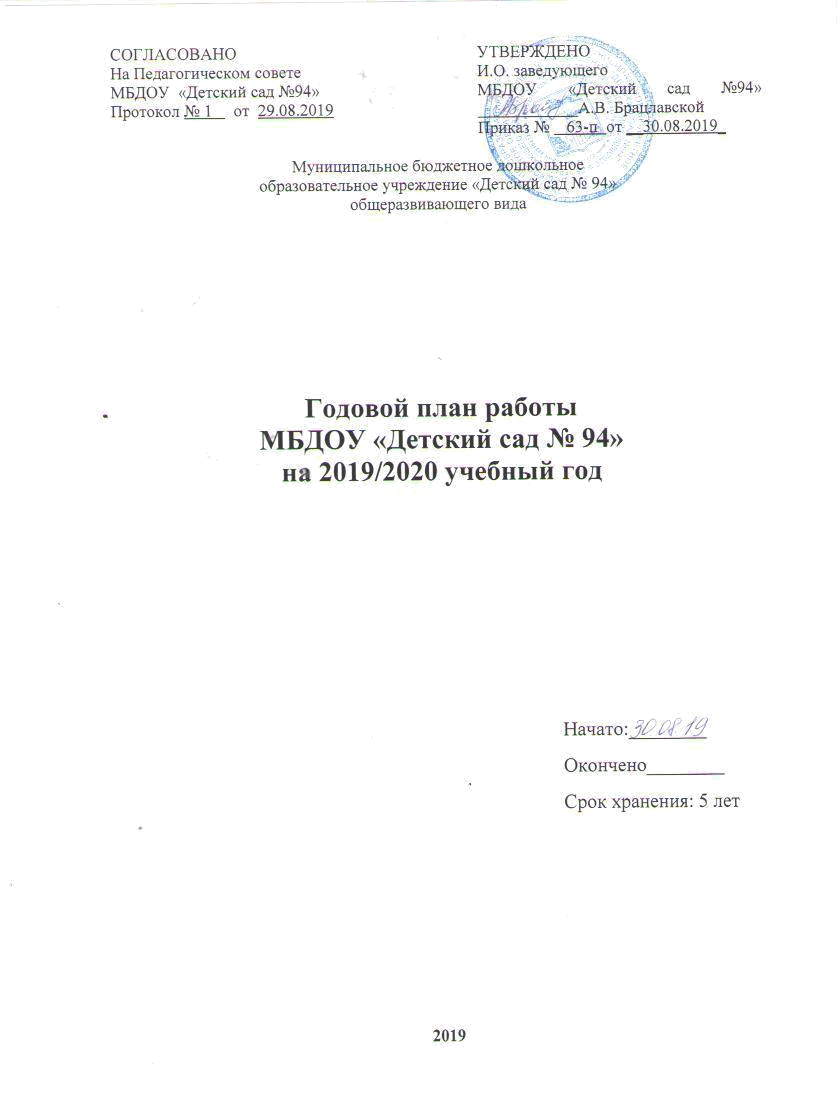 СОГЛАСОВАНО
На Педагогическом совете
МБДОУ «Детский сад №94»
Протокол № 1 от 29.08.2019
УТВЕРЖДЕНО
И.О. заведующего
МБДОУ «Детский сад №94»
А.В. Брацлавской
Приказ № 63-п от 30.08.2019
Муниципальное бюджетное дошкольное
образовательное учреждение «Детский сад № 94»
общеразвивающего вида
Годовой план работы
МБДОУ «Детский сад № 94»
на 2019/2020 учебный год
Начато: 30.08.19
Окончено
Срок хранения: 5 лет
2019